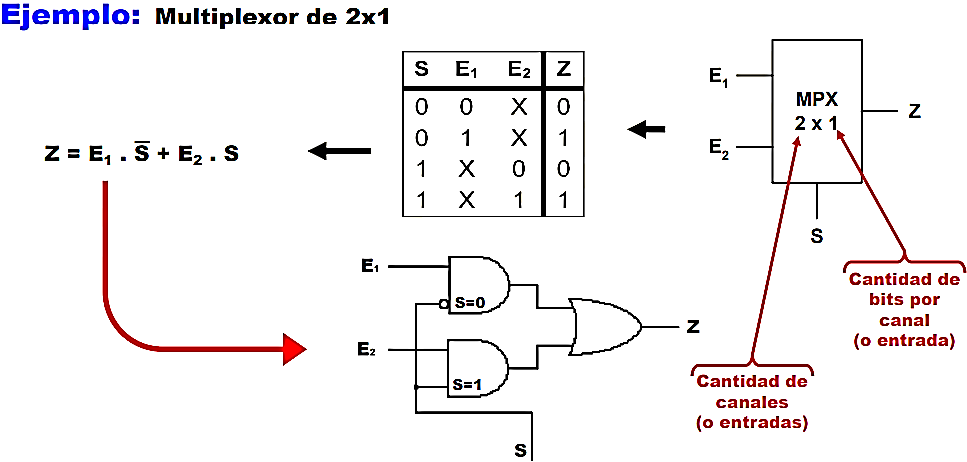 Ejemplo: Multiplexor de 2x1
S E₁ E₂ Z
0 0 X 0
0 1 X 1
1 X 0 0
1 X 1 1
E₁
E₂
MPX
2 x 1
Z
S
Z = E₁ . S̅ + E₂ . S
E₁
S=0
E₂
S=1
Z
S
Cantidad de
bits por
canal
(o entrada)
Cantidad de
canales
(o entradas)